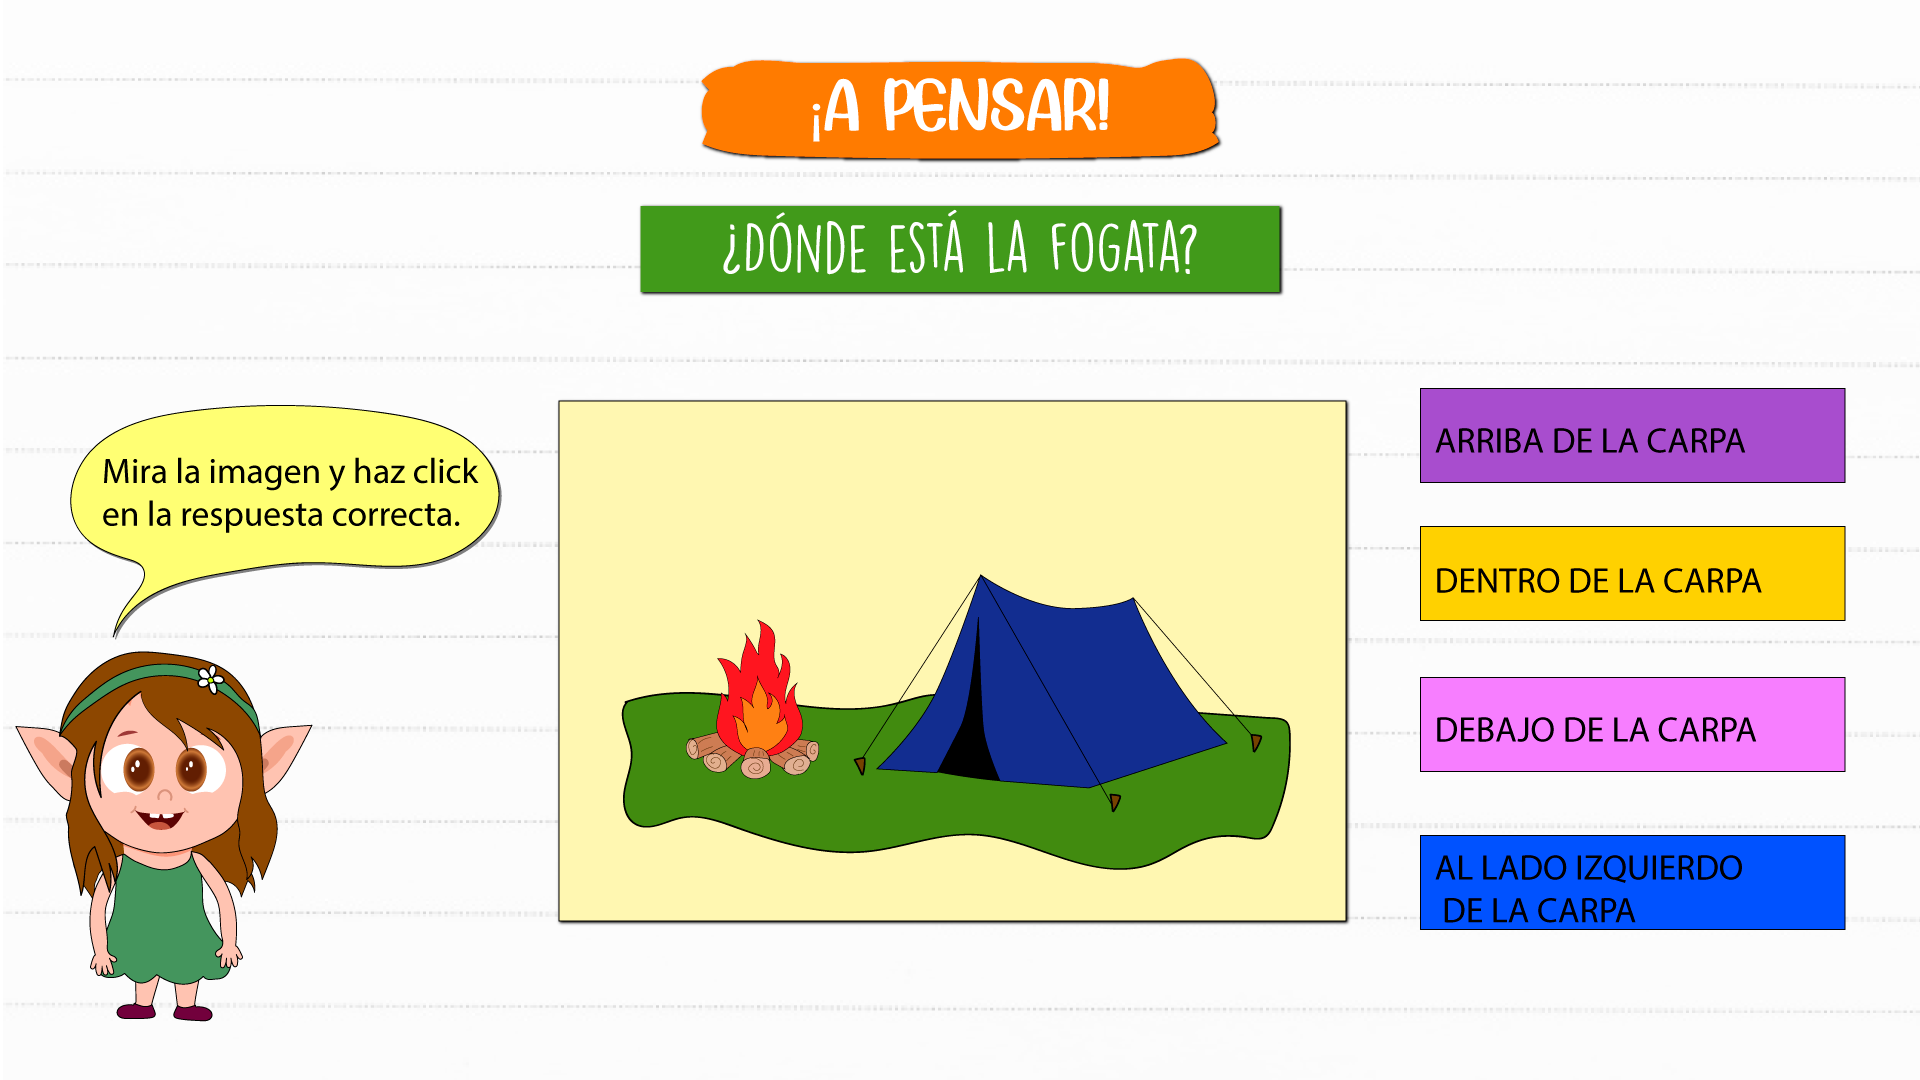 ¡A PENSAR!
¿DÓNDE ESTÁ LA FOGATA?
Mira la imagen y haz click
en la respuesta correcta.
ARRIBA DE LA CARPA
DENTRO DE LA CARPA
DEBAJO DE LA CARPA
AL LADO IZQUIERDO
DE LA CARPA